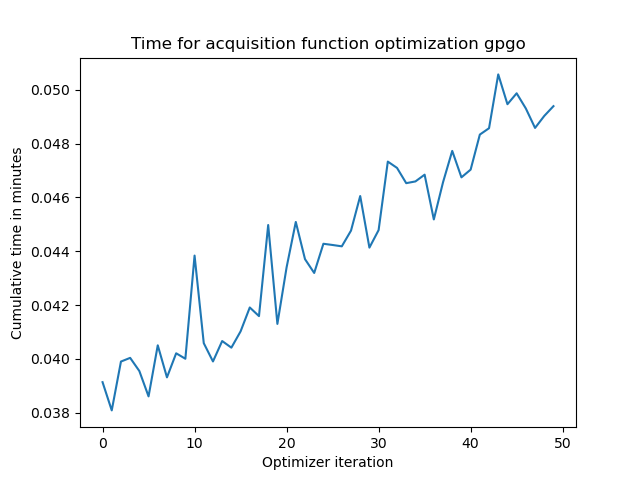 Time for acquisition function optimization gpgo
Cumulative time in minutes
0.050
0.048
0.046
0.044
0.042
0.040
0.038
0 10 20 30 40 50
Optimizer iteration